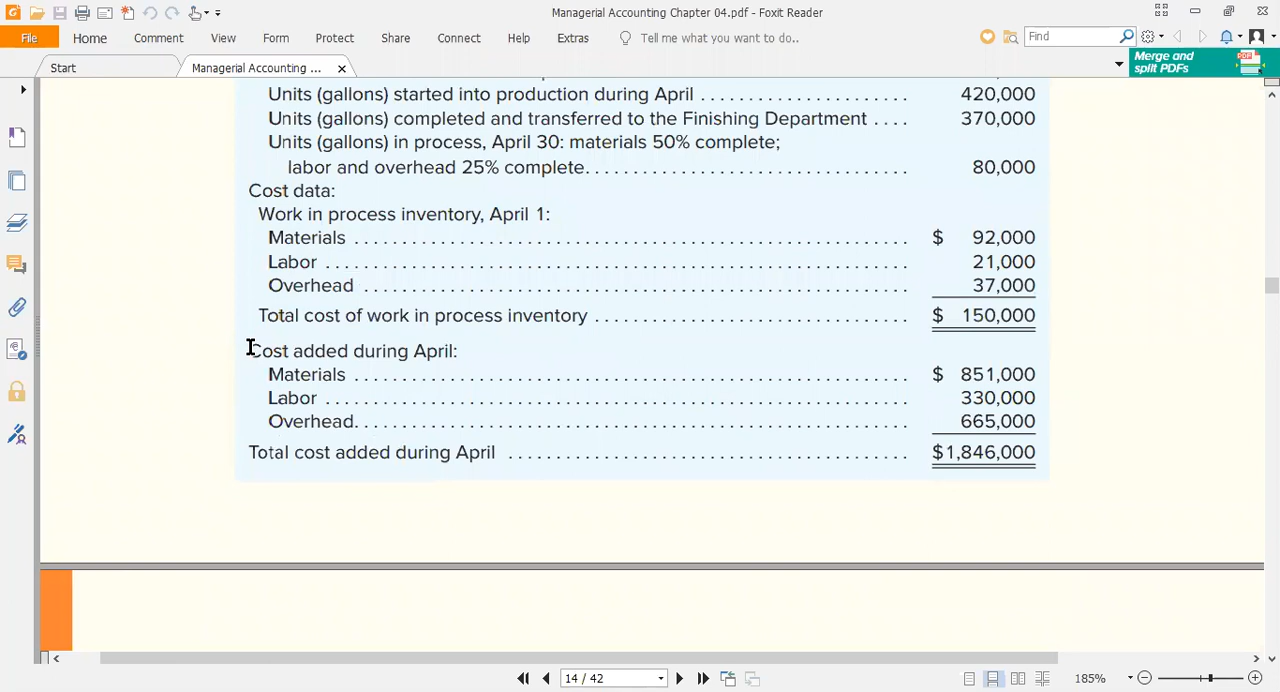 Managerial Accounting Chapter 04.pdf - Foxit Reader
File Home Comment View Form Protect Share Connect Help Extras Tell me what you want to do.. Find
Start Managerial Accounting ... Merge and split PDFs
Units (gallons) started into production during April . . . . . . . . . . . . . . . . . . . . . . 420,000
Units (gallons) completed and transferred to the Finishing Department . . . . 370,000
Units (gallons) in process, April 30: materials 50% complete;
labor and overhead 25% complete. . . . . . . . . . . . . . . . . . . . . . . . . . . . . . . . 80,000
Cost data:
Work in process inventory, April 1:
Materials . . . . . . . . . . . . . . . . . . . . . . . . . . . . . . . . . . . . . . . . . . . . . . . . . . . . . . . . $ 92,000
Labor . . . . . . . . . . . . . . . . . . . . . . . . . . . . . . . . . . . . . . . . . . . . . . . . . . . . . . . . . . . 21,000
Overhead . . . . . . . . . . . . . . . . . . . . . . . . . . . . . . . . . . . . . . . . . . . . . . . . . . . . . . . 37,000
Total cost of work in process inventory . . . . . . . . . . . . . . . . . . . . . . . . . . . . . . . . $ 150,000
Cost added during April:
Materials . . . . . . . . . . . . . . . . . . . . . . . . . . . . . . . . . . . . . . . . . . . . . . . . . . . . . . . . $ 851,000
Labor . . . . . . . . . . . . . . . . . . . . . . . . . . . . . . . . . . . . . . . . . . . . . . . . . . . . . . . . . . . 330,000
Overhead. . . . . . . . . . . . . . . . . . . . . . . . . . . . . . . . . . . . . . . . . . . . . . . . . . . . . . . 665,000
Total cost added during April . . . . . . . . . . . . . . . . . . . . . . . . . . . . . . . . . . . . . . . . $1,846,000
14 / 42 185%